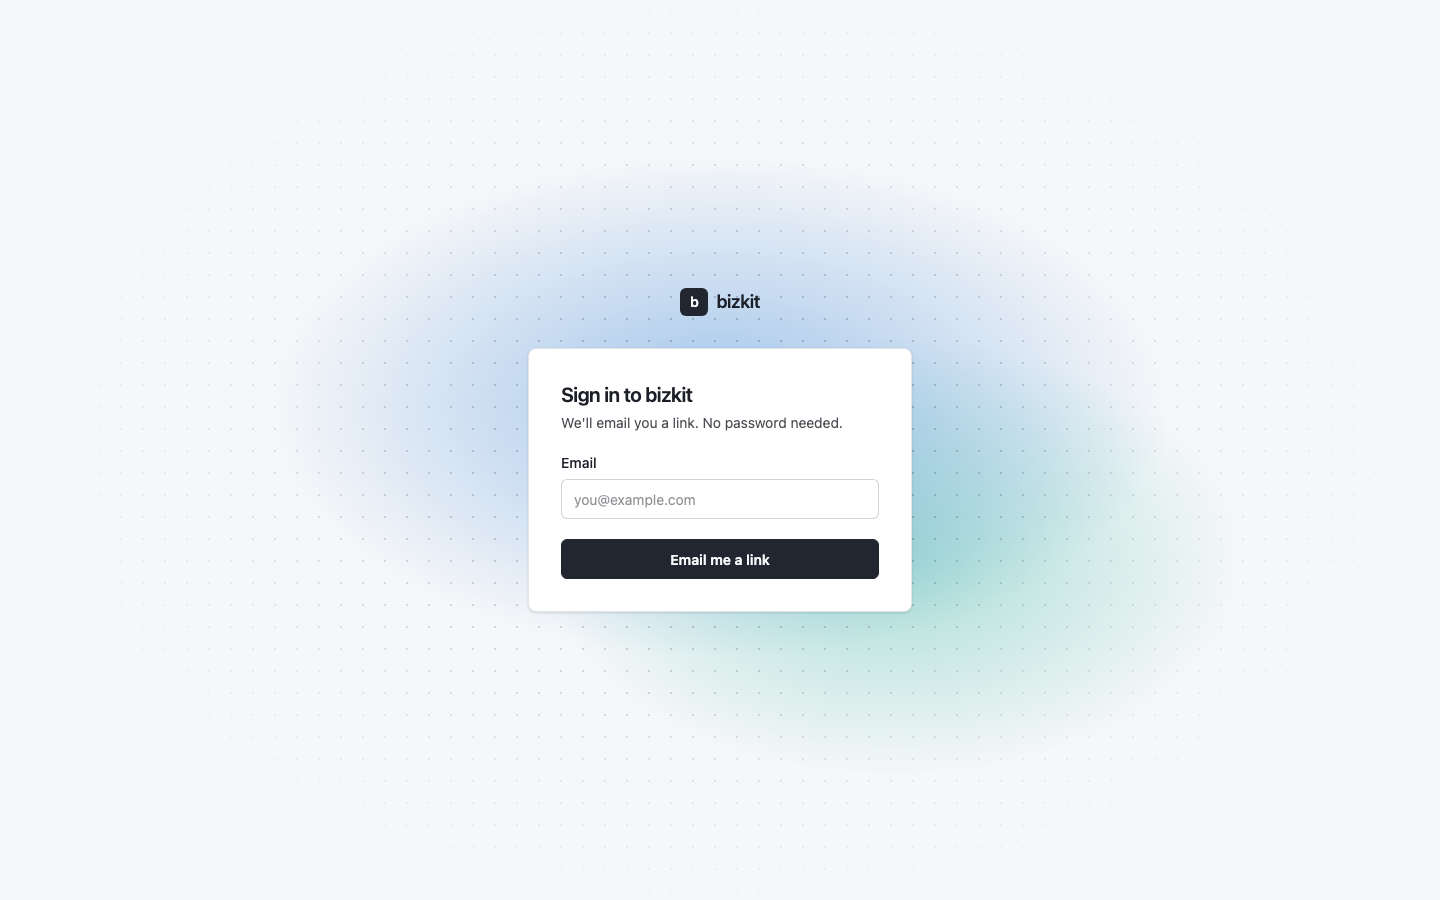 b bizkit
Sign in to bizkit
We'll email you a link. No password needed.
Email
you@example.com
Email me a link